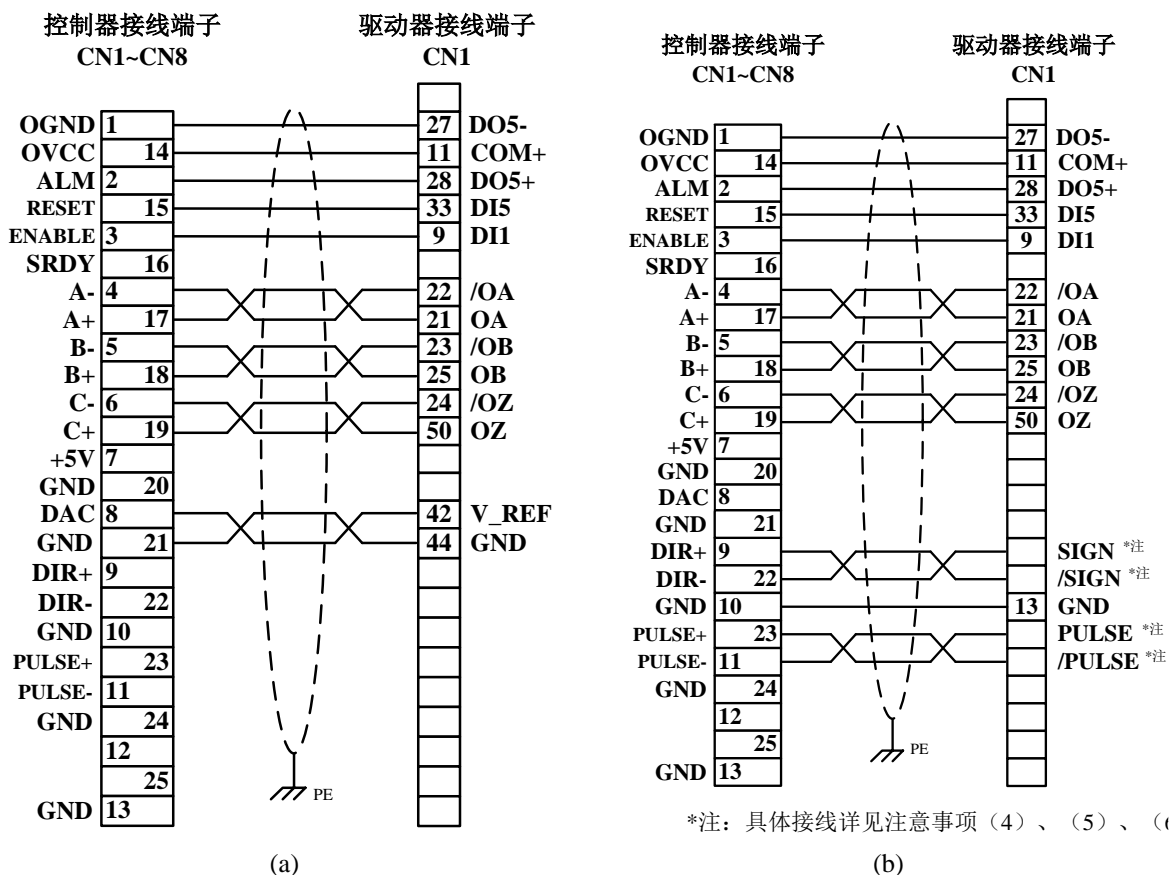 控制器接线端子
CN1~CN8
驱动器接线端子
CN1
OGND 1 27 DO5-
OVCC 14 11 COM+
ALM 2 28 DO5+
RESET 15 33 DI5
ENABLE 3 9 DI1
SRDY 16
A- 4 22 /OA
A+ 17 21 OA
B- 5 23 /OB
B+ 18 25 OB
C- 6 24 /OZ
C+ 19 50 OZ
+5V 7
GND 20
DAC 8 42 V_REF
GND 21 44 GND
DIR+ 9
DIR- 22
GND 10
PULSE+ 23
PULSE- 11
GND 24
12
25
GND 13
PE
(a)
控制器接线端子
CN1~CN8
驱动器接线端子
CN1
OGND 1 27 DO5-
OVCC 14 11 COM+
ALM 2 28 DO5+
RESET 15 33 DI5
ENABLE 3 9 DI1
SRDY 16
A- 4 22 /OA
A+ 17 21 OA
B- 5 23 /OB
B+ 18 25 OB
C- 6 24 /OZ
C+ 19 50 OZ
+5V 7
GND 20
DAC 8
GND 21
DIR+ 9 SIGN *注
DIR- 22 /SIGN *注
GND 10 13 GND
PULSE+ 23 PULSE *注
PULSE- 11 /PULSE *注
GND 24
12
25
GND 13
PE
*注：具体接线详见注意事项（4）、（5）、（6
(b)